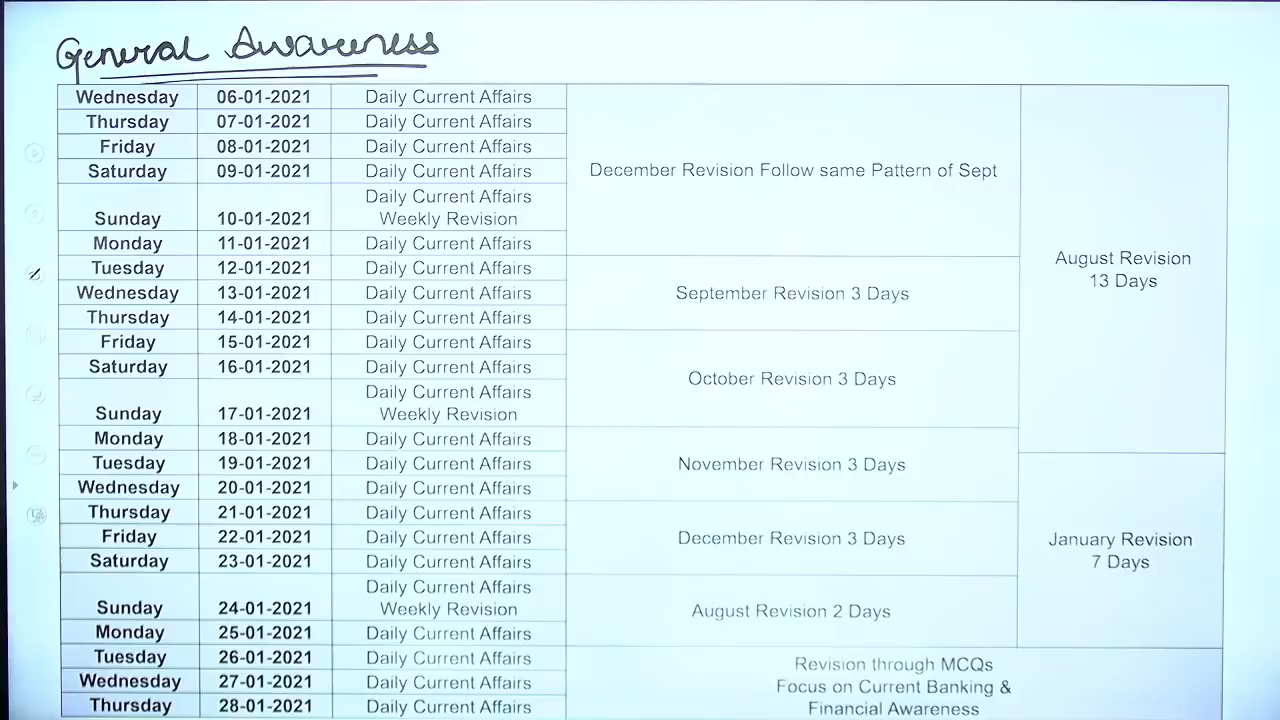 General Awareness
Wednesday 06-01-2021 Daily Current Affairs
Thursday 07-01-2021 Daily Current Affairs
Friday 08-01-2021 Daily Current Affairs
Saturday 09-01-2021 Daily Current Affairs
December Revision Follow same Pattern of Sept
Daily Current Affairs
Sunday 10-01-2021 Weekly Revision
Monday 11-01-2021 Daily Current Affairs
August Revision
13 Days
Tuesday 12-01-2021 Daily Current Affairs
Wednesday 13-01-2021 Daily Current Affairs
September Revision 3 Days
Thursday 14-01-2021 Daily Current Affairs
Friday 15-01-2021 Daily Current Affairs
Saturday 16-01-2021 Daily Current Affairs
October Revision 3 Days
Daily Current Affairs
Sunday 17-01-2021 Weekly Revision
Monday 18-01-2021 Daily Current Affairs
Tuesday 19-01-2021 Daily Current Affairs
November Revision 3 Days
Wednesday 20-01-2021 Daily Current Affairs
Thursday 21-01-2021 Daily Current Affairs
Friday 22-01-2021 Daily Current Affairs
December Revision 3 Days
January Revision
7 Days
Saturday 23-01-2021 Daily Current Affairs
Daily Current Affairs
Sunday 24-01-2021 Weekly Revision
August Revision 2 Days
Monday 25-01-2021 Daily Current Affairs
Tuesday 26-01-2021 Daily Current Affairs
Wednesday 27-01-2021 Daily Current Affairs
Thursday 28-01-2021 Daily Current Affairs
Revision through MCQs
Focus on Current Banking &
Financial Awareness